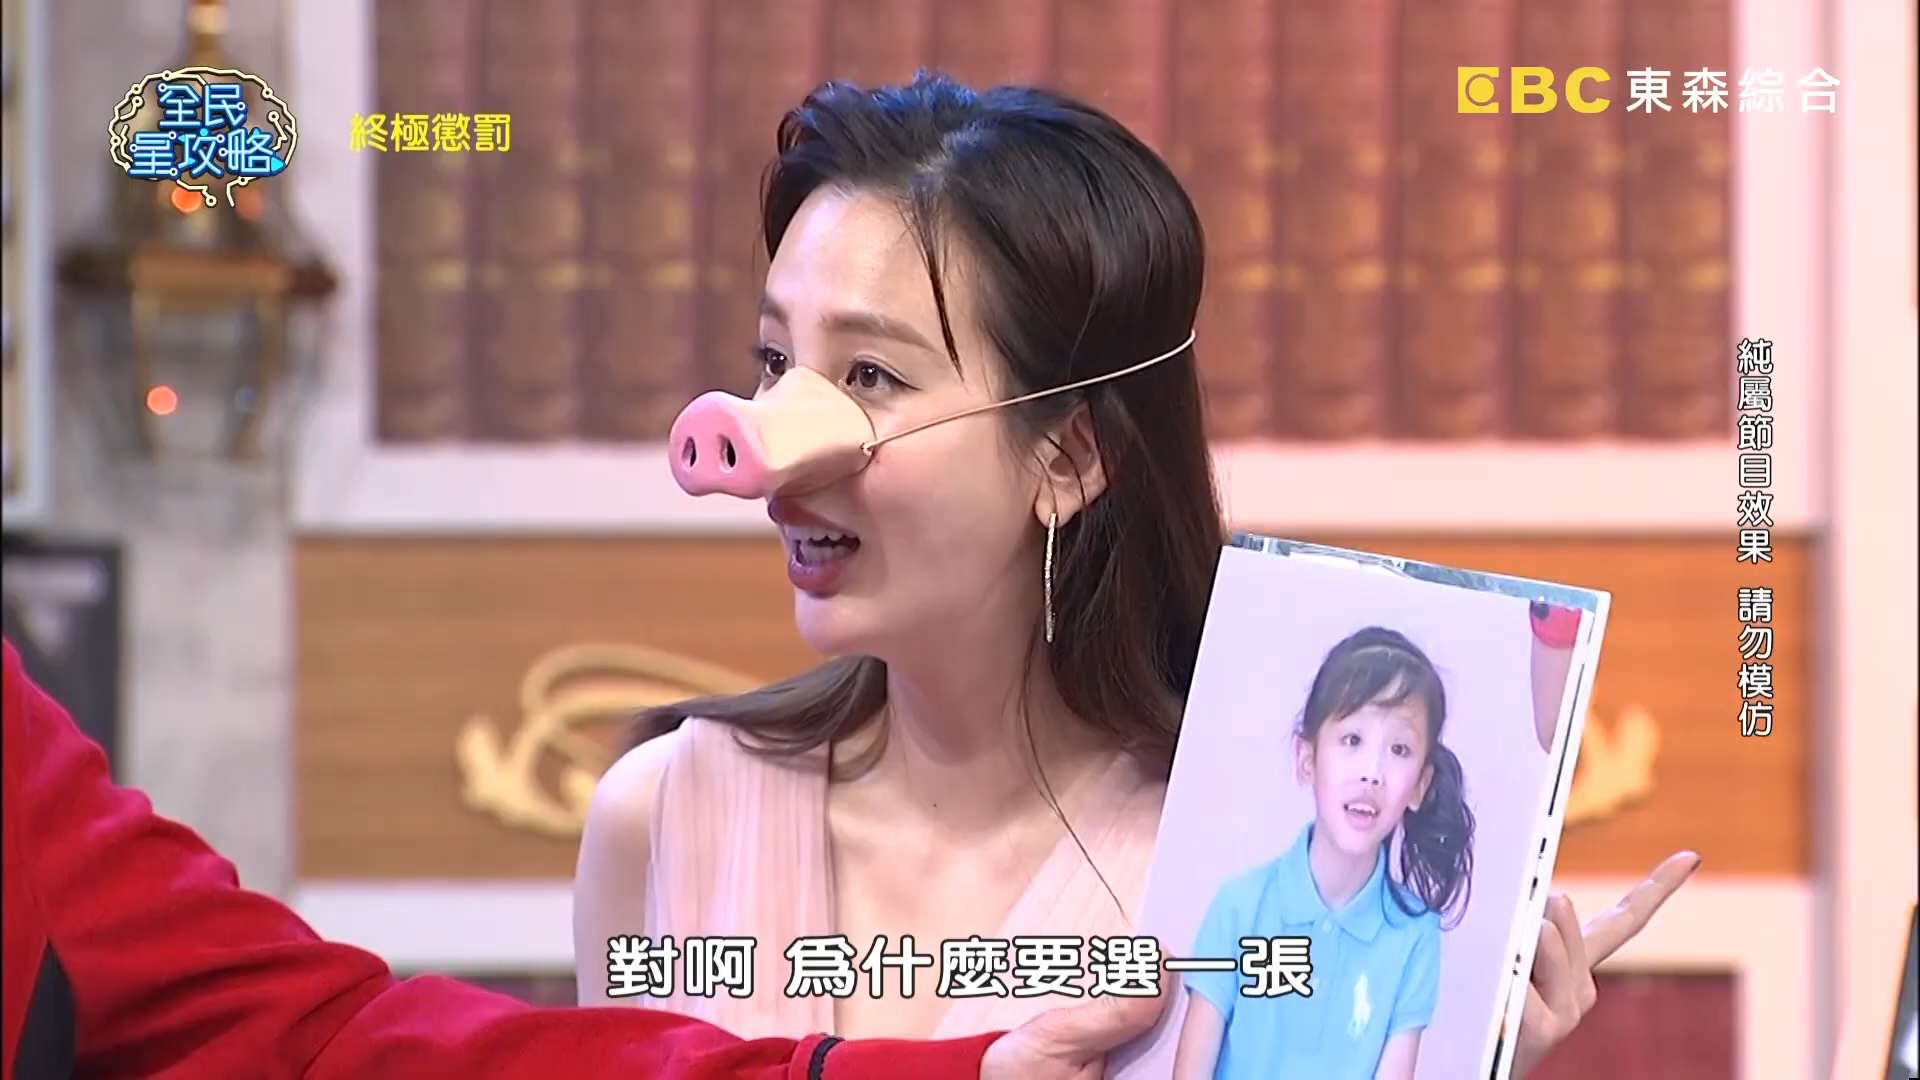 全民
星攻略
終極懲罰
EBC 東森綜合
純屬節目效果 請勿模仿
對啊 為什麼要選一張